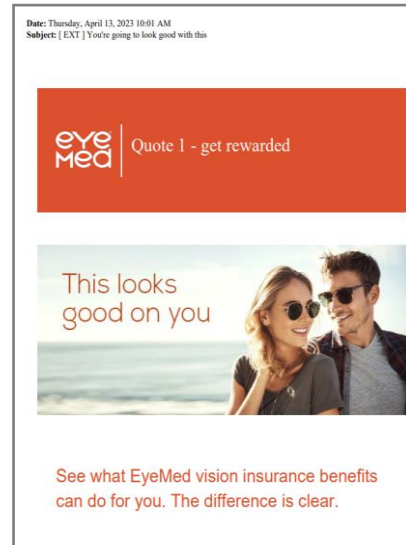 Date: Thursday, April 13, 2023 10:01 AM
Subject: [ EXT ] You're going to look good with this
eye
med
Quote 1 - get rewarded
This looks
good on you
See what EyeMed vision insurance benefits
can do for you. The difference is clear.